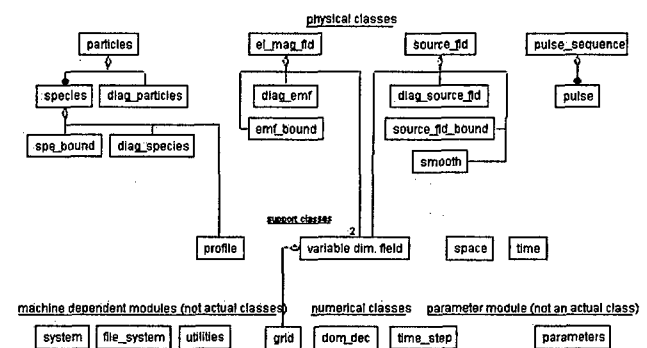 physical classes
particles el_mag_fld source_fld pulse_sequence
species diag_particles diag_emf diag_source_fld pulse
spe_bound diag_species emf_bound source_fld_bound
smooth
support classes
2
profile variable dim. field space time
machine dependent modules (not actual classes) numerical classes parameter module (not an actual class)
system file_system utilities grid dom_dec time_step parameters